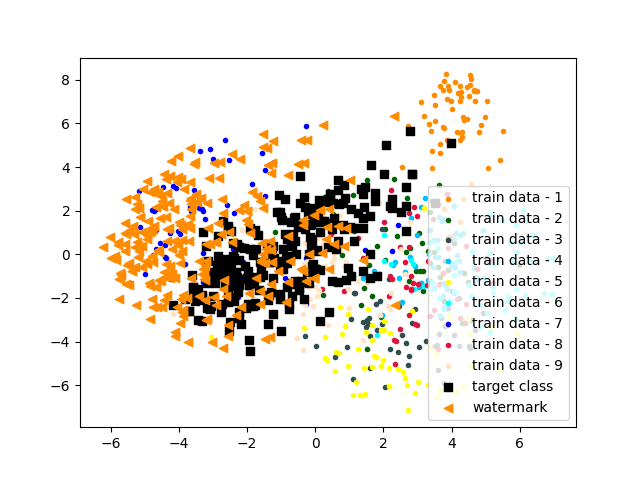 8
6
4
2
0
−2
−4
−6
−6
−4
−2
0
2
4
6
train data - 1
train data - 2
train data - 3
train data - 4
train data - 5
train data - 6
train data - 7
train data - 8
train data - 9
target class
watermark